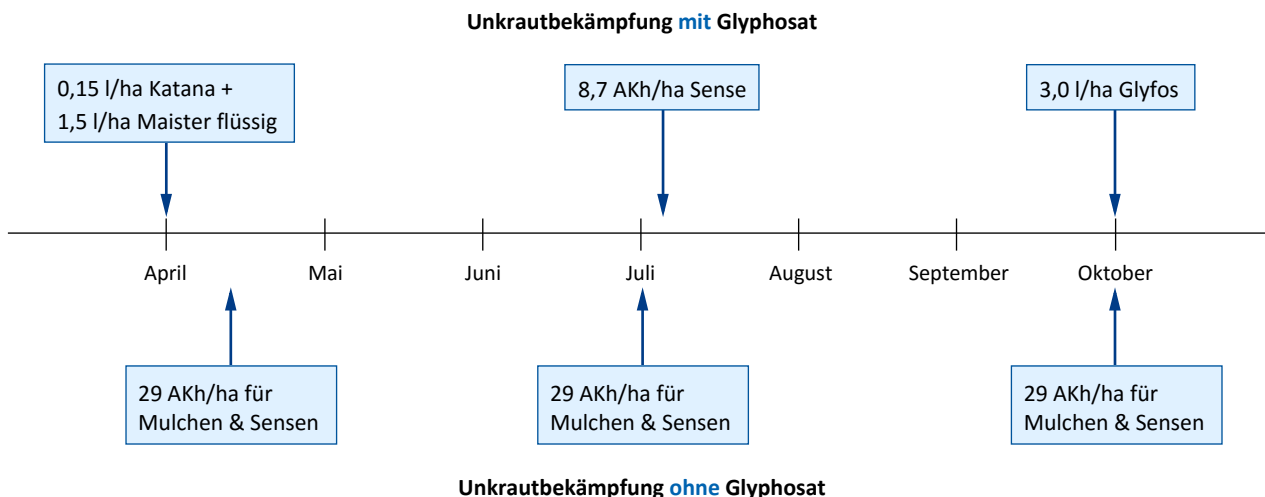 Unkrautbekämpfung mit Glyphosat
0,15 l/ha Katana +
1,5 l/ha Maister flüssig
8,7 AKh/ha Sense
3,0 l/ha Glyfos
April
Mai
Juni
Juli
August
September
Oktober
29 AKh/ha für
Mulchen & Sensen
29 AKh/ha für
Mulchen & Sensen
29 AKh/ha für
Mulchen & Sensen
Unkrautbekämpfung ohne Glyphosat